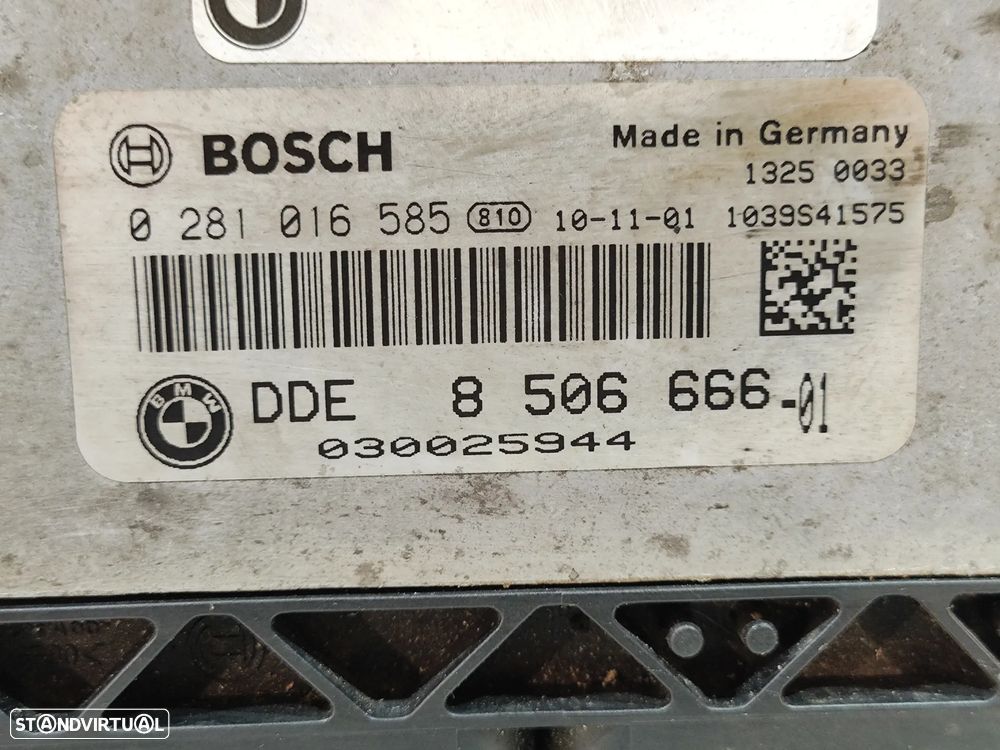 BOSCH
Made in Germany
1325 0033
0 281 016 585 810 10-11-01 1039S41575
BMW DDE 8 506 666-01
030025944
STANDVIRTUAL